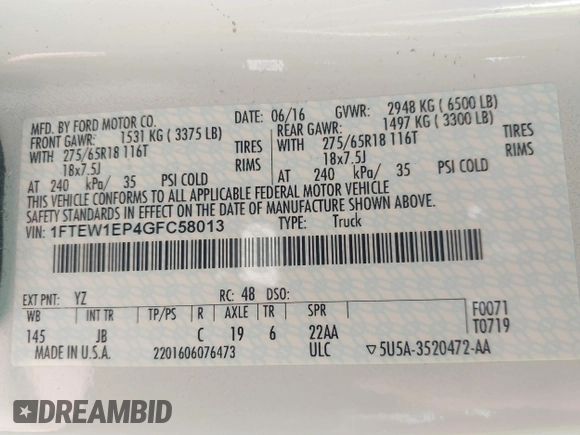 MFD. BY FORD MOTOR CO.
DATE: 06/16 GVWR: 2948 KG ( 6500 LB)
FRONT GAWR: 1531 KG ( 3375 LB)
REAR GAWR: 1497 KG ( 3300 LB)
WITH 275/65R18 116T TIRES
WITH 275/65R18 116T TIRES
18x7.5J RIMS
18x7.5J RIMS
AT 240 kPa/ 35 PSI COLD
AT 240 kPa/ 35 PSI COLD
THIS VEHICLE CONFORMS TO ALL APPLICABLE FEDERAL MOTOR VEHICLE
SAFETY STANDARDS IN EFFECT ON THE DATE OF MANUFACTURE SHOWN ABOVE.
VIN: 1FTEW1EP4GFC58013
TYPE: Truck
EXT PNT: YZ RC: 48 DSO:
WB INT TR TP/PS R AXLE TR SPR
F0071
145 JB C 19 6 22AA
T0719
MADE IN U.S.A. 2201606076473 ULC ▽5U5A-3520472-AA
DREAMBID